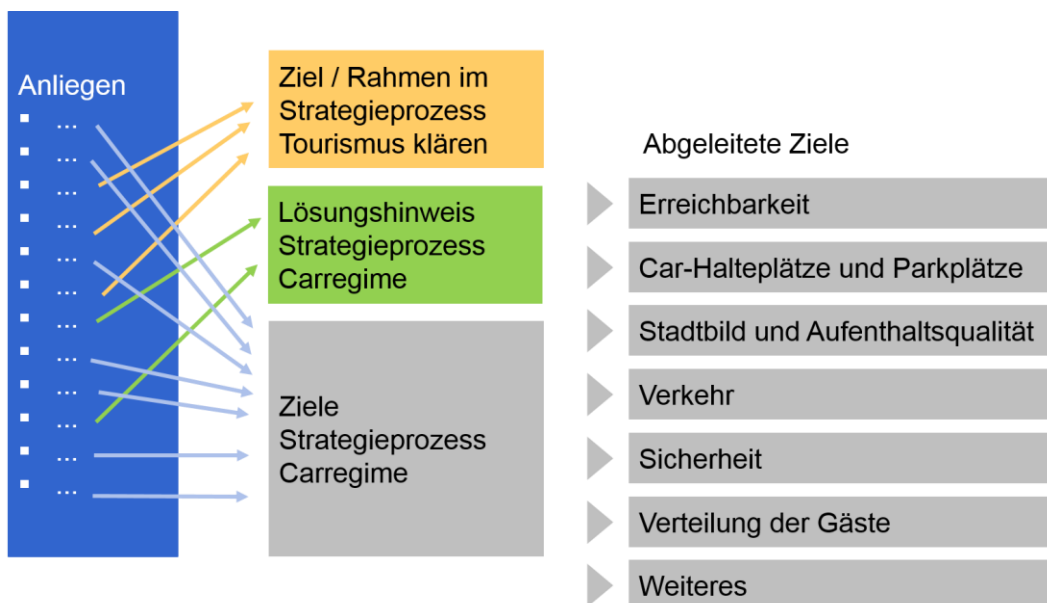 Anliegen
▪ ...
▪ ...
▪ ...
▪ ...
▪ ...
▪ ...
▪ ...
▪ ...
▪ ...
▪ ...
▪ ...
▪ ...
Ziel / Rahmen im
Strategieprozess
Tourismus klären
Lösungshinweis
Strategieprozess
Carregime
Ziele
Strategieprozess
Carregime
Abgeleitete Ziele
Erreichbarkeit
Car-Halteplätze und Parkplätze
Stadtbild und Aufenthaltsqualität
Verkehr
Sicherheit
Verteilung der Gäste
Weiteres